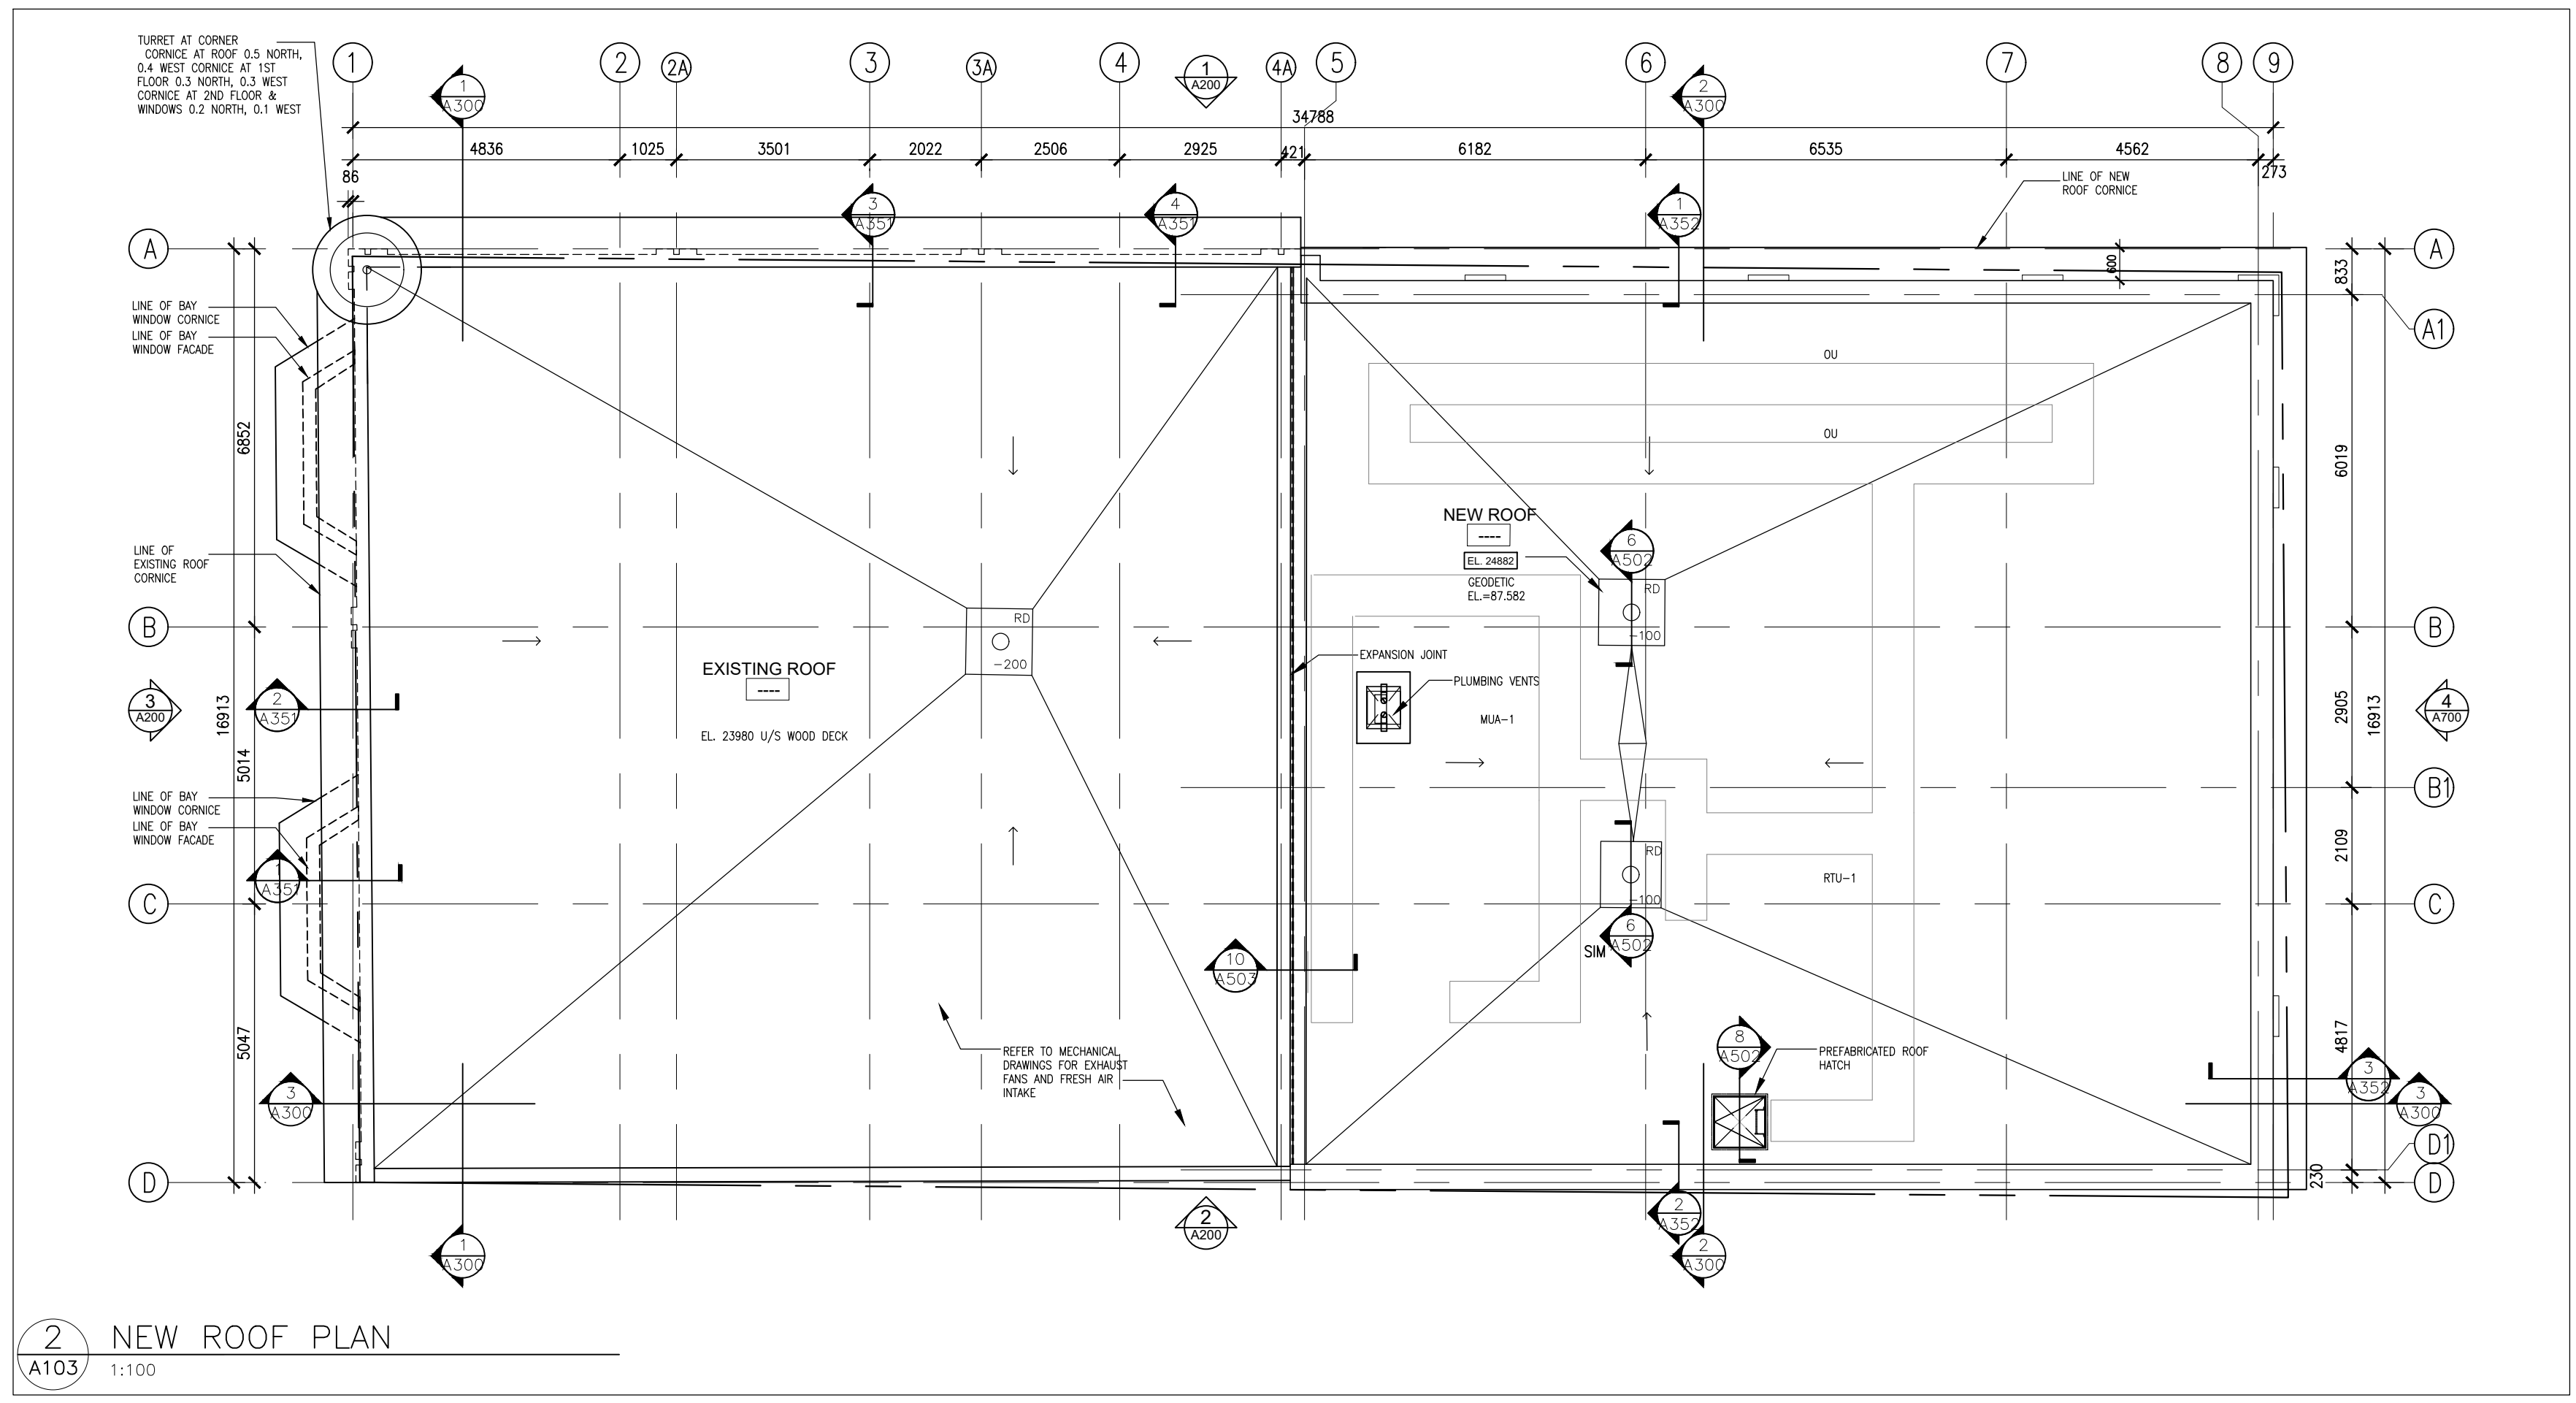 TURRET AT CORNER
CORNICE AT ROOF 0.5 NORTH,
0.4 WEST CORNICE AT 1ST
FLOOR 0.3 NORTH, 0.3 WEST
CORNICE AT 2ND FLOOR &
WINDOWS 0.2 NORTH, 0.1 WEST
1 2 2A 3 3A 4 4A 5 6 7 8 9
1
A300
1
A200
2
A300
34788
4836 1025 3501 2022 2506 2925 421 6182 6535 4562 273
86
3
A351
4
A351
1
A352
LINE OF NEW
ROOF CORNICE
A
A
600
833
A1
LINE OF BAY
WINDOW CORNICE
LINE OF BAY
WINDOW FACADE
OU
OU
6852
6019
NEW ROOF
----
EL. 24882
GEODETIC
EL.=87.582
6
A502
RD
-100
LINE OF
EXISTING ROOF
CORNICE
B
B
RD
-200
EXISTING ROOF
----
EL. 23980 U/S WOOD DECK
EXPANSION JOINT
PLUMBING VENTS
MUA-1
3
A200
2
A351
16913
5014
2905
16913
4
A700
B1
LINE OF BAY
WINDOW CORNICE
LINE OF BAY
WINDOW FACADE
2109
1
A351
RD
-100
RTU-1
C
C
6
A502
SIM
10
A503
5047
4817
REFER TO MECHANICAL
DRAWINGS FOR EXHAUST
FANS AND FRESH AIR
INTAKE
8
A502
PREFABRICATED ROOF
HATCH
3
A300
3
A352
3
A300
D1
D
D
230
2
A200
2
A352
1
A300
2
A300
2
A103
NEW ROOF PLAN
1:100